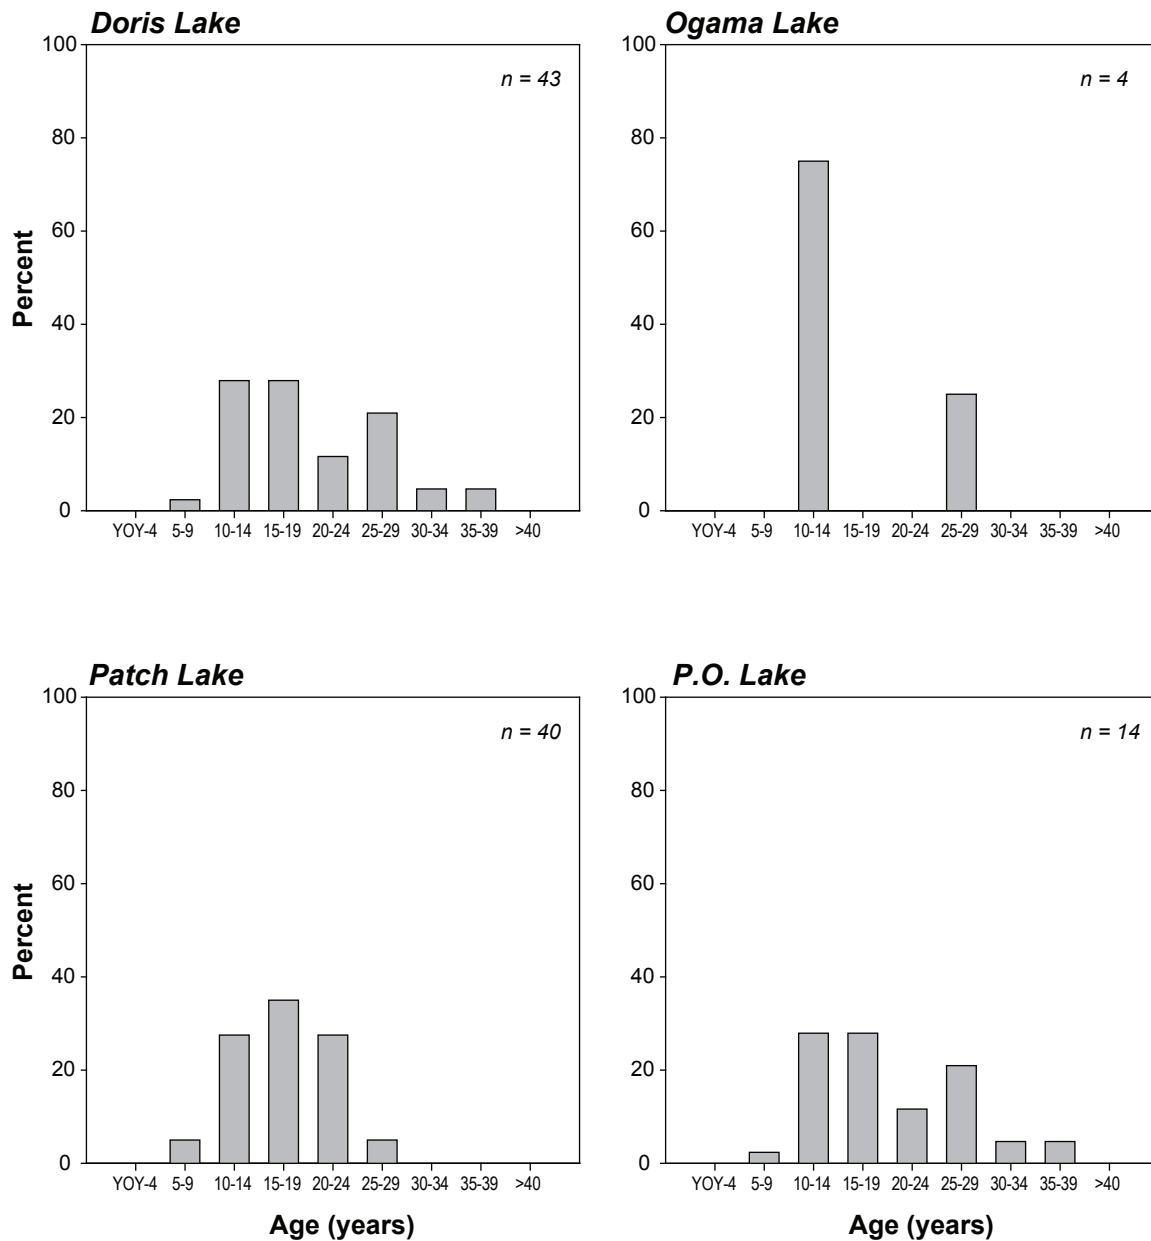 Doris Lake
n = 43
Percent
100
80
60
40
20
0
YOY-4 5-9 10-14 15-19 20-24 25-29 30-34 35-39 >40
Ogama Lake
n = 4
100
80
60
40
20
0
YOY-4 5-9 10-14 15-19 20-24 25-29 30-34 35-39 >40
Patch Lake
n = 40
Percent
100
80
60
40
20
0
YOY-4 5-9 10-14 15-19 20-24 25-29 30-34 35-39 >40
Age (years)
P.O. Lake
n = 14
100
80
60
40
20
0
YOY-4 5-9 10-14 15-19 20-24 25-29 30-34 35-39 >40
Age (years)